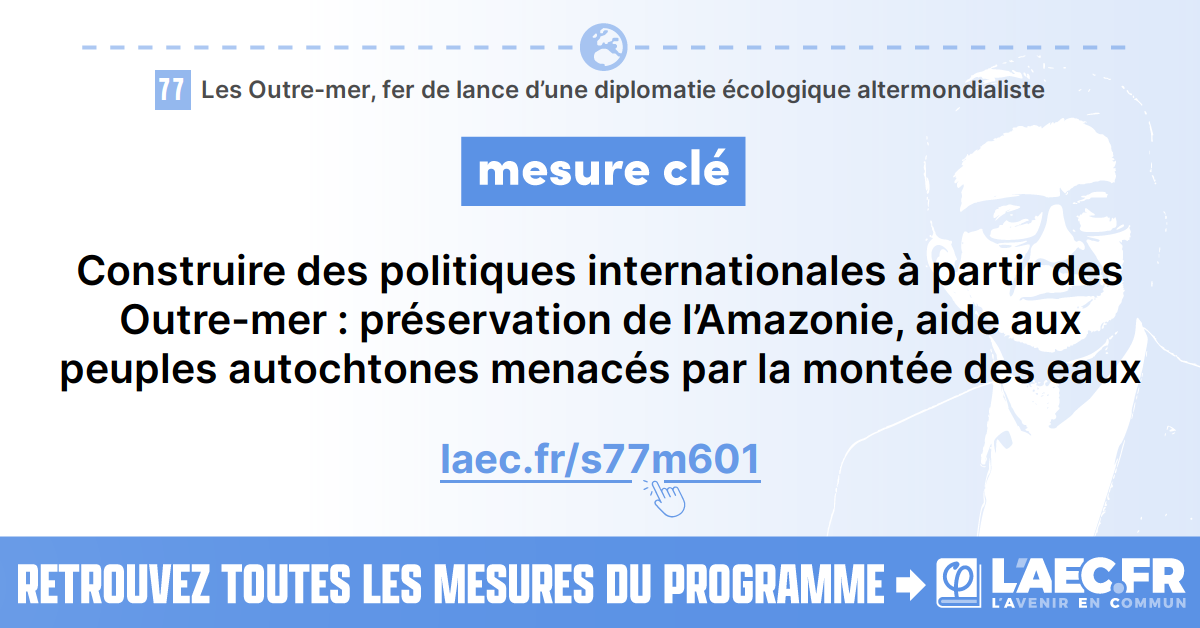 77 Les Outre-mer, fer de lance d’une diplomatie écologique altermondialiste
mesure clé
Construire des politiques internationales à partir des
Outre-mer : préservation de l’Amazonie, aide aux
peuples autochtones menacés par la montée des eaux
laec.fr/s77m601
RETROUVEZ TOUTES LES MESURES DU PROGRAMME
φ L’AEC.FR
L’AVENIR EN COMMUN